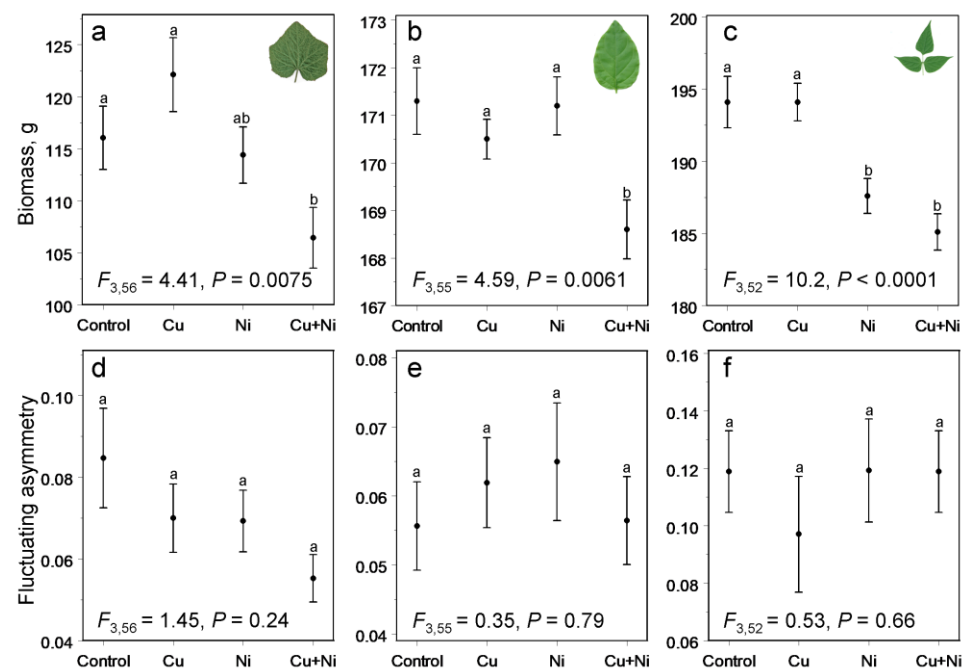 a
b
c
Biomass, g
125
120
115
110
105
100
a
a
ab
b
F3,56 = 4.41, P = 0.0075
Control Cu Ni Cu+Ni
173
172
171
170
169
168
167
a
a
a
b
F3,55 = 4.59, P = 0.0061
Control Cu Ni Cu+Ni
200
195
190
185
180
a
a
b
b
F3,52 = 10.2, P < 0.0001
Control Cu Ni Cu+Ni
d
e
f
Fluctuating asymmetry
0.10
0.08
0.06
0.04
a
a
a
a
F3,56 = 1.45, P = 0.24
Control Cu Ni Cu+Ni
0.08
0.07
0.06
0.05
0.04
a
a
a
a
F3,55 = 0.35, P = 0.79
Control Cu Ni Cu+Ni
0.16
0.14
0.12
0.10
0.08
0.06
a
a
a
a
F3,52 = 0.53, P = 0.66
Control Cu Ni Cu+Ni